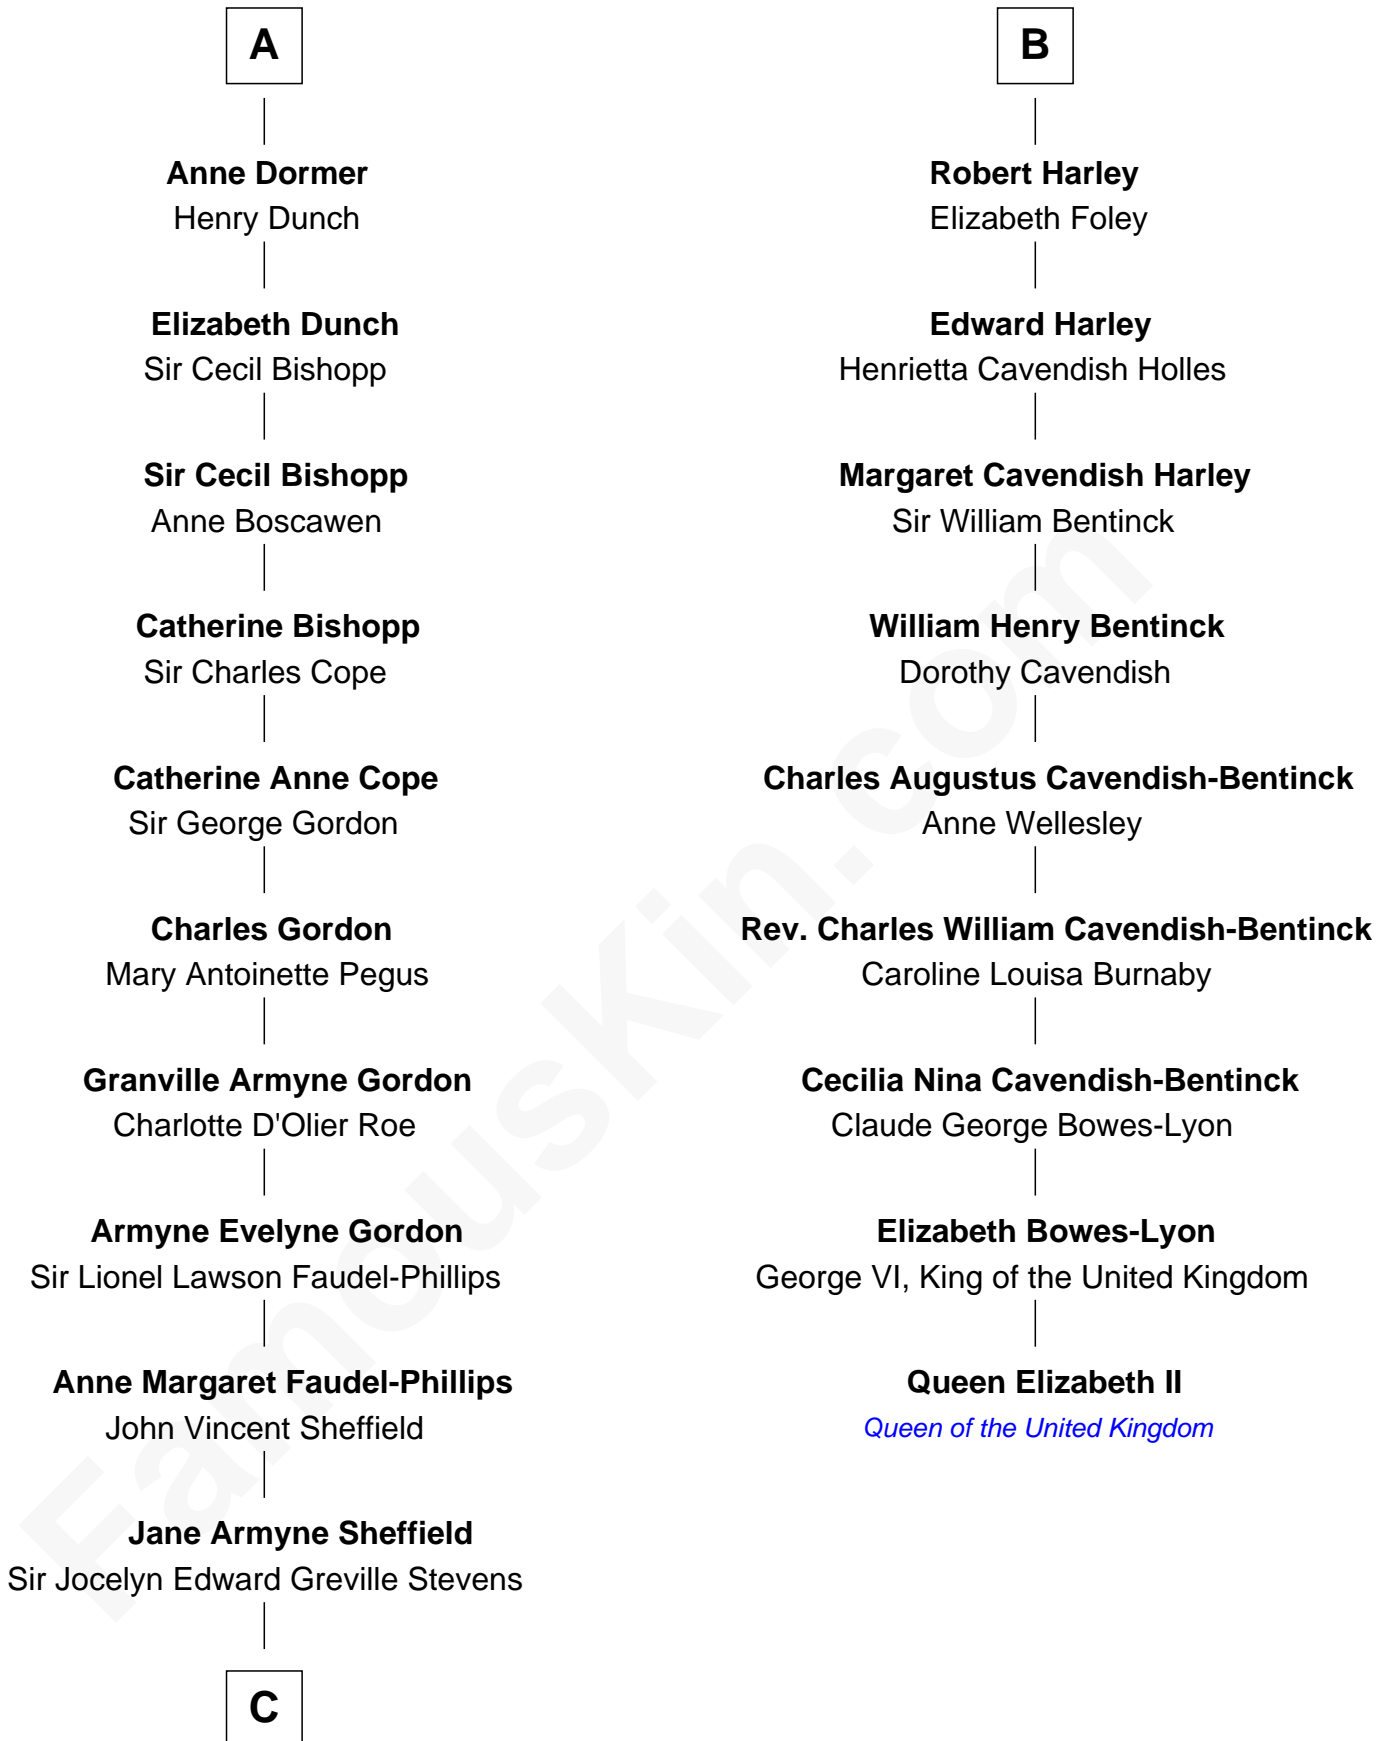 A
Anne Dormer
Henry Dunch
Elizabeth Dunch
Sir Cecil Bishopp
Sir Cecil Bishopp
Anne Boscawen
Catherine Bishopp
Sir Charles Cope
Catherine Anne Cope
Sir George Gordon
Charles Gordon
Mary Antoinette Pegus
Granville Armyne Gordon
Charlotte D'Olier Roe
Armyne Evelyne Gordon
Sir Lionel Lawson Faudel-Phillips
Anne Margaret Faudel-Phillips
John Vincent Sheffield
Jane Armyne Sheffield
Sir Jocelyn Edward Greville Stevens
C
B
Robert Harley
Elizabeth Foley
Edward Harley
Henrietta Cavendish Holles
Margaret Cavendish Harley
Sir William Bentinck
William Henry Bentinck
Dorothy Cavendish
Charles Augustus Cavendish-Bentinck
Anne Wellesley
Rev. Charles William Cavendish-Bentinck
Caroline Louisa Burnaby
Cecilia Nina Cavendish-Bentinck
Claude George Bowes-Lyon
Elizabeth Bowes-Lyon
George VI, King of the United Kingdom
Queen Elizabeth II
Queen of the United Kingdom
FamousKin.com